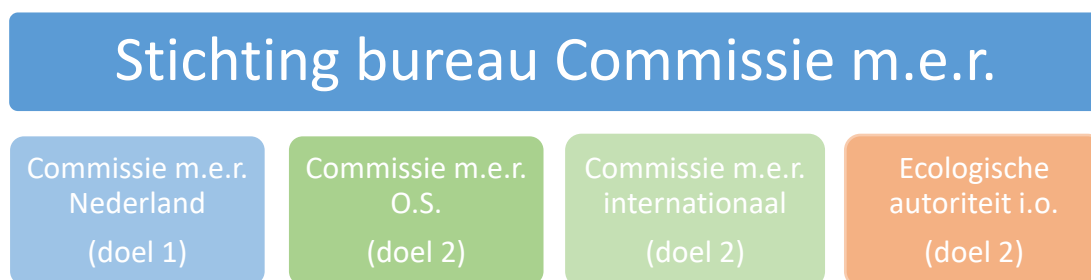 Stichting bureau Commissie m.e.r.
Commissie m.e.r.
Nederland
(doel 1)
Commissie m.e.r.
O.S.
(doel 2)
Commissie m.e.r.
internationaal
(doel 2)
Ecologische
autoriteit i.o.
(doel 2)